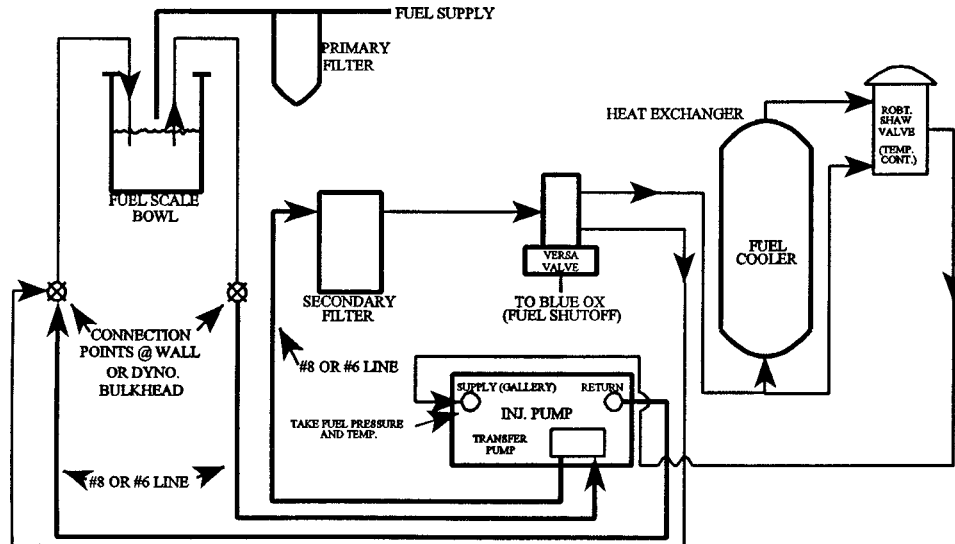 FUEL SUPPLY
PRIMARY
FILTER
HEAT EXCHANGER
ROBT.
SHAW
VALVE
(TEMP.
CONT.)
FUEL SCALE
BOWL
VERSA
VALVE
FUEL
COOLER
SECONDARY
FILTER
TO BLUE OX
(FUEL SHUTOFF)
CONNECTION
POINTS @ WALL
OR DYNO.
BULKHEAD
#8 OR #6 LINE
SUPPLY (GALLERY)
RETURN
INJ. PUMP
TAKE FUEL PRESSURE
AND TEMP.
TRANSFER
PUMP
#8 OR #6 LINE